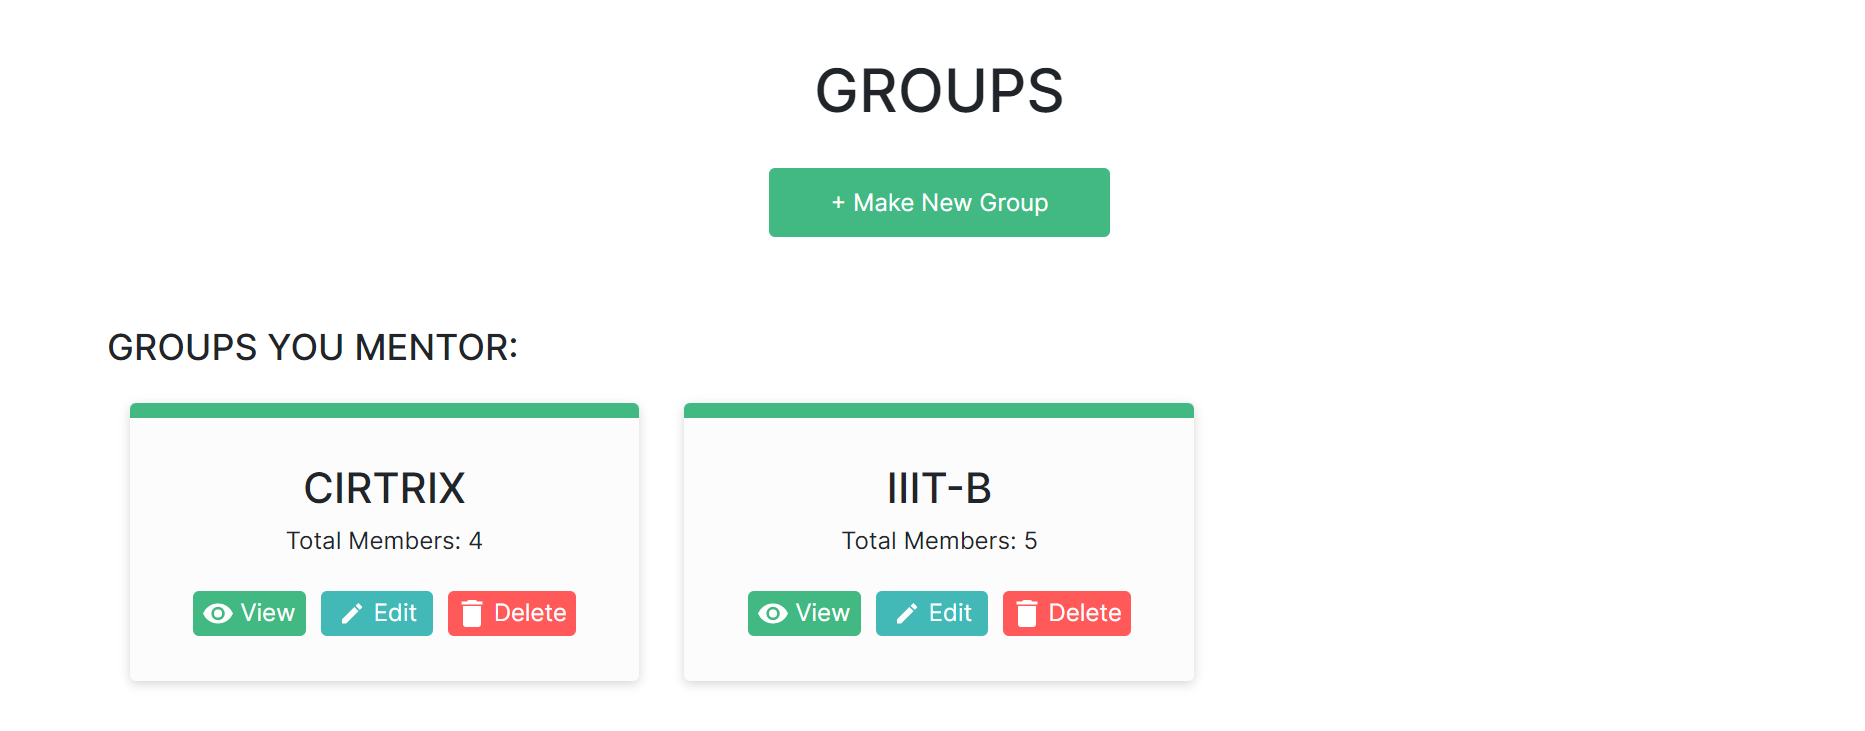 GROUPS
+ Make New Group
GROUPS YOU MENTOR:
CIRTRIX
Total Members: 4
View Edit Delete
IIIT-B
Total Members: 5
View Edit Delete